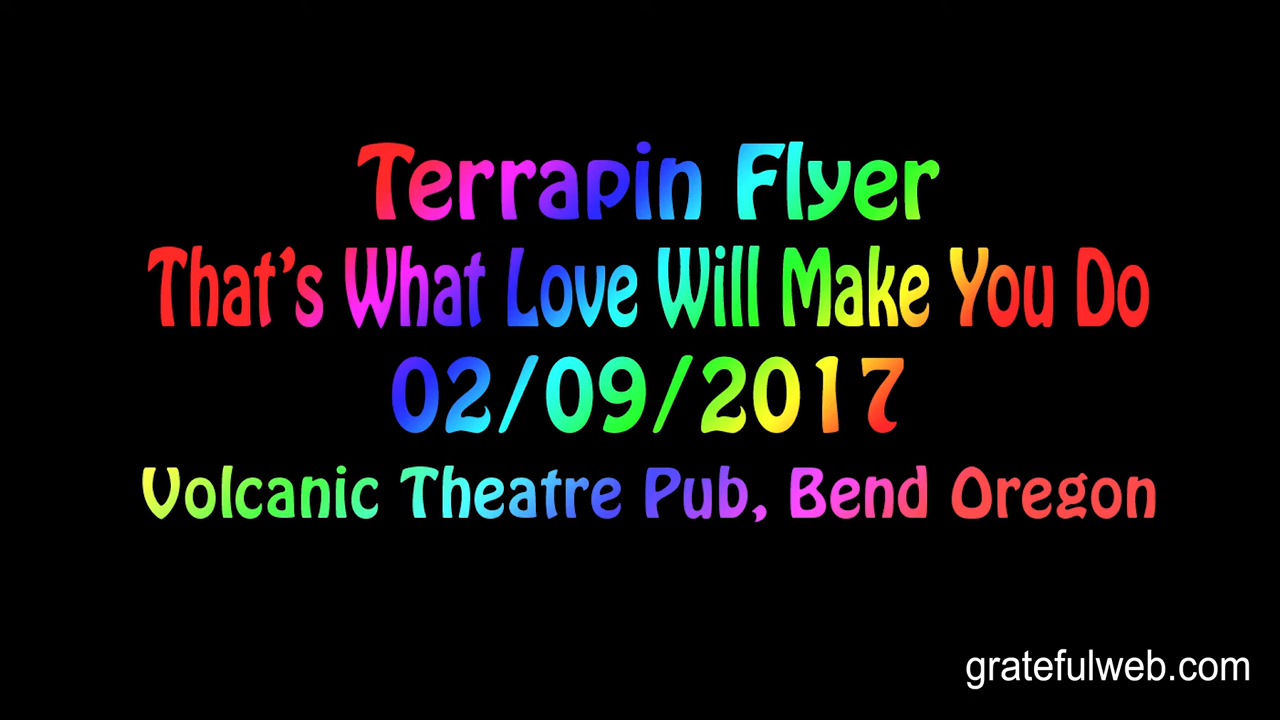 Terrapin Flyer
That's What Love Will Make You Do
02/09/2017
Volcanic Theatre Pub, Bend Oregon
gratefulweb.com